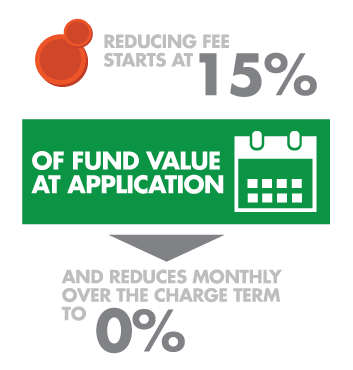 REDUCING FEE
STARTS AT 15%
OF FUND VALUE
AT APPLICATION
AND REDUCES MONTHLY
OVER THE CHARGE TERM
TO 0%